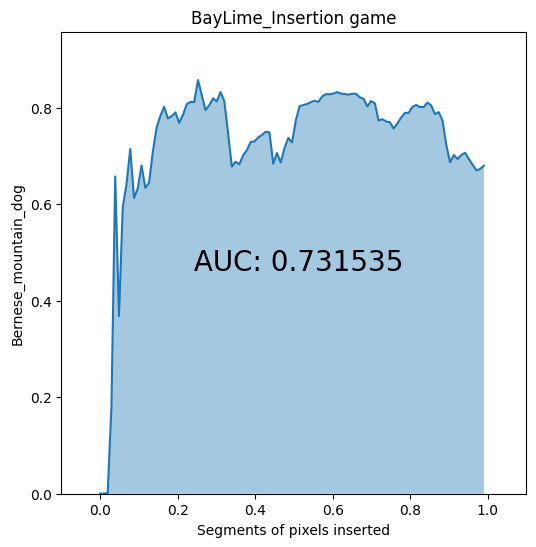 BayLime_Insertion game
Bernese_mountain_dog
0.8
0.6
0.4
0.2
0.0
AUC: 0.731535
0.0 0.2 0.4 0.6 0.8 1.0
Segments of pixels inserted